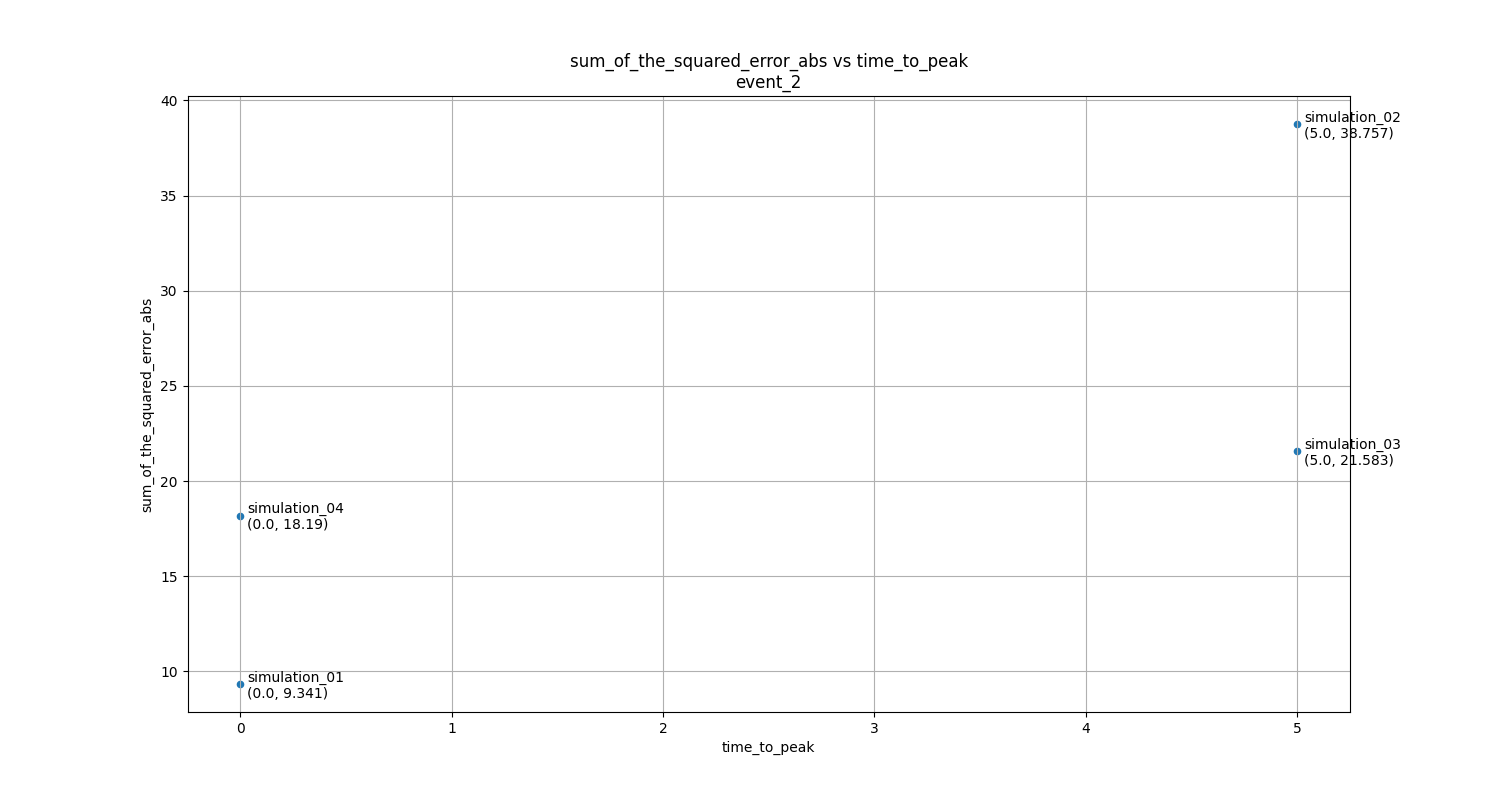 sum_of_the_squared_error_abs vs time_to_peak
event_2
sum_of_the_squared_error_abs
40
35
30
25
20
15
10
simulation_02
(5.0, 38.757)
simulation_03
(5.0, 21.583)
simulation_04
(0.0, 18.19)
simulation_01
(0.0, 9.341)
0 1 2 3 4 5
time_to_peak